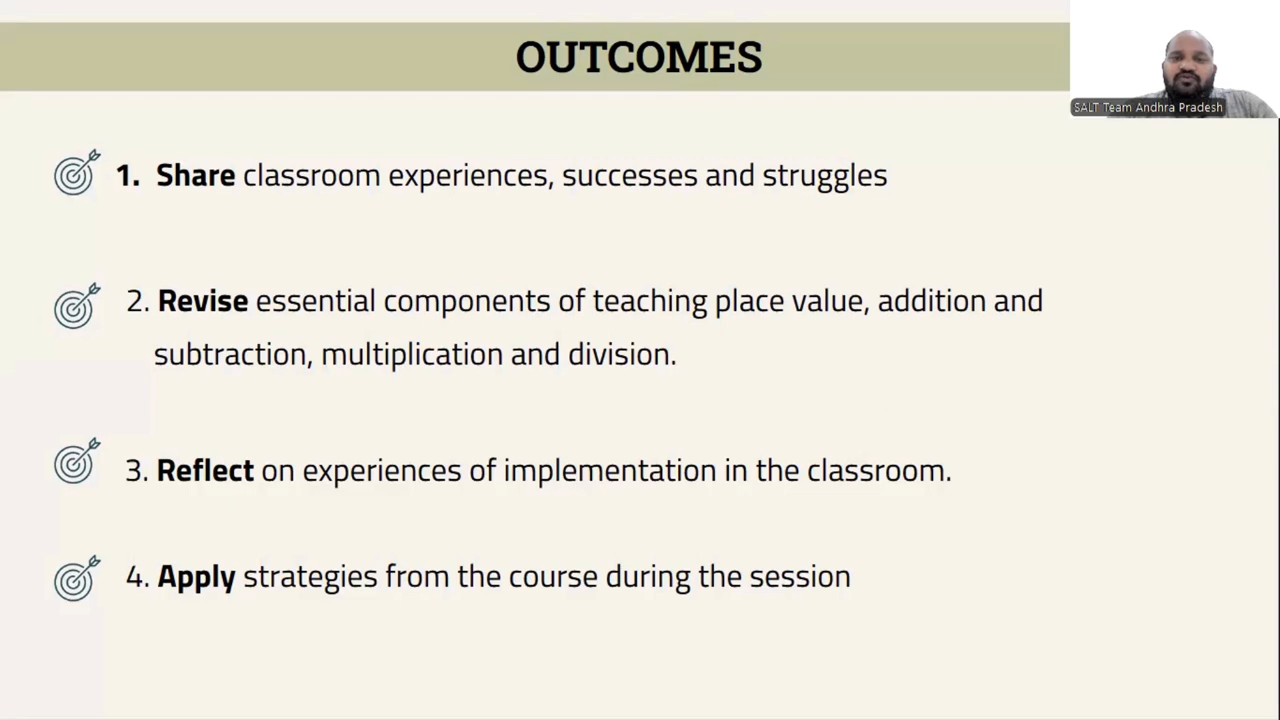 OUTCOMES
SALT Team Andhra Pradesh
1. Share classroom experiences, successes and struggles
2. Revise essential components of teaching place value, addition and
subtraction, multiplication and division.
3. Reflect on experiences of implementation in the classroom.
4. Apply strategies from the course during the session